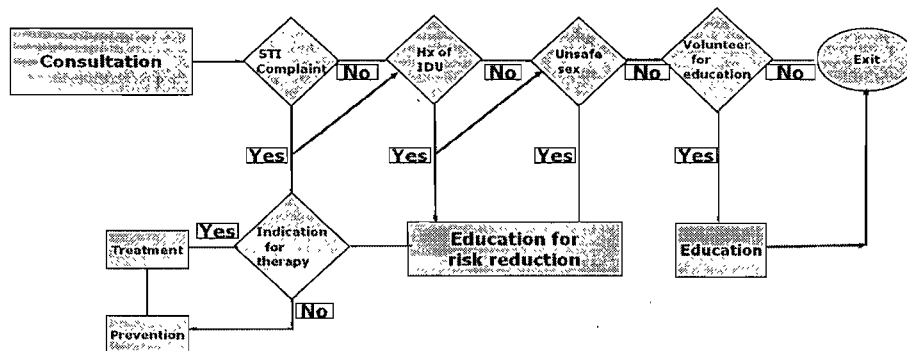 Consultation
STI
Complaint
No
Hx of
IDU
No
Unsafe
sex
No
Volunteer
for
education
No
Exit
Yes
Yes
Yes
Yes
Yes
Treatment
Indication
for
therapy
Education for
risk reduction
Education
No
Prevention